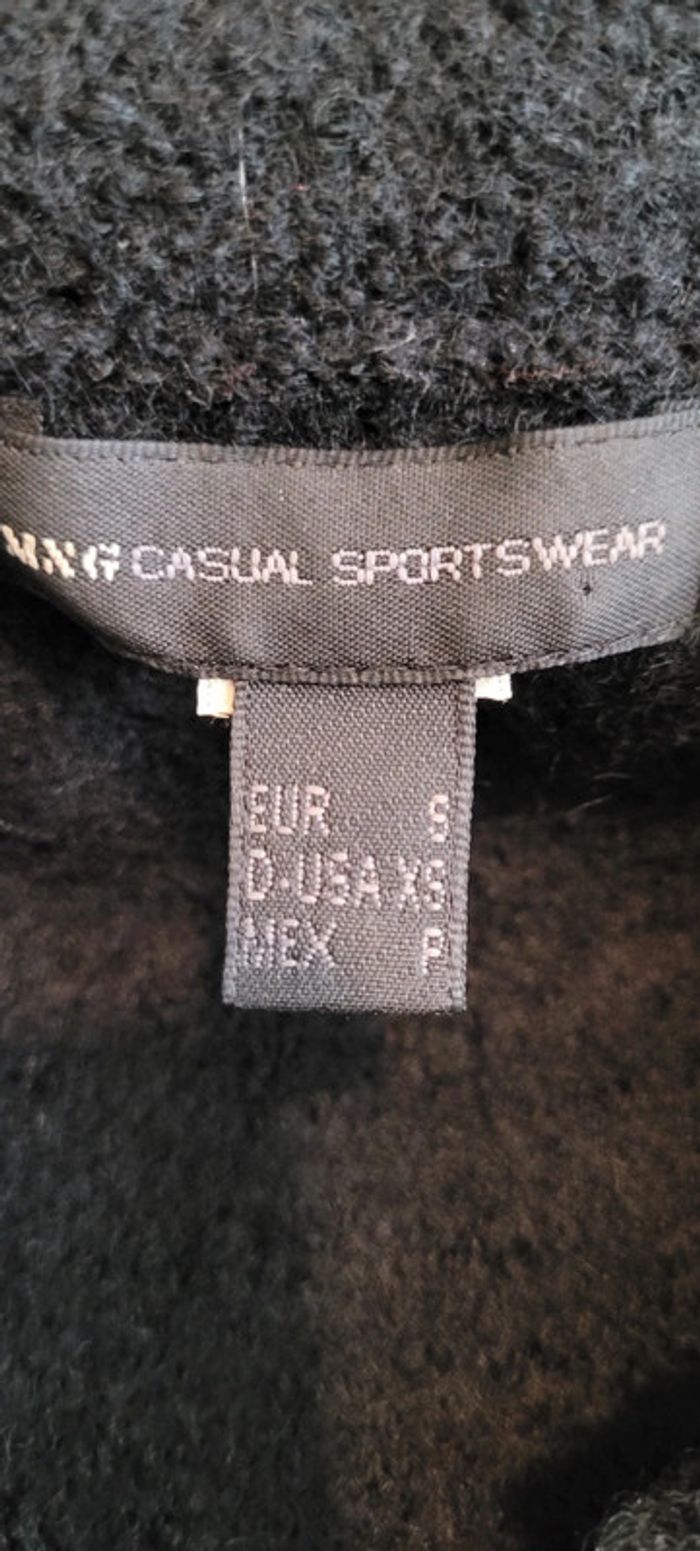 MNG CASUAL SPORTSWEAR
EUR S
D-USA XS
MEX P